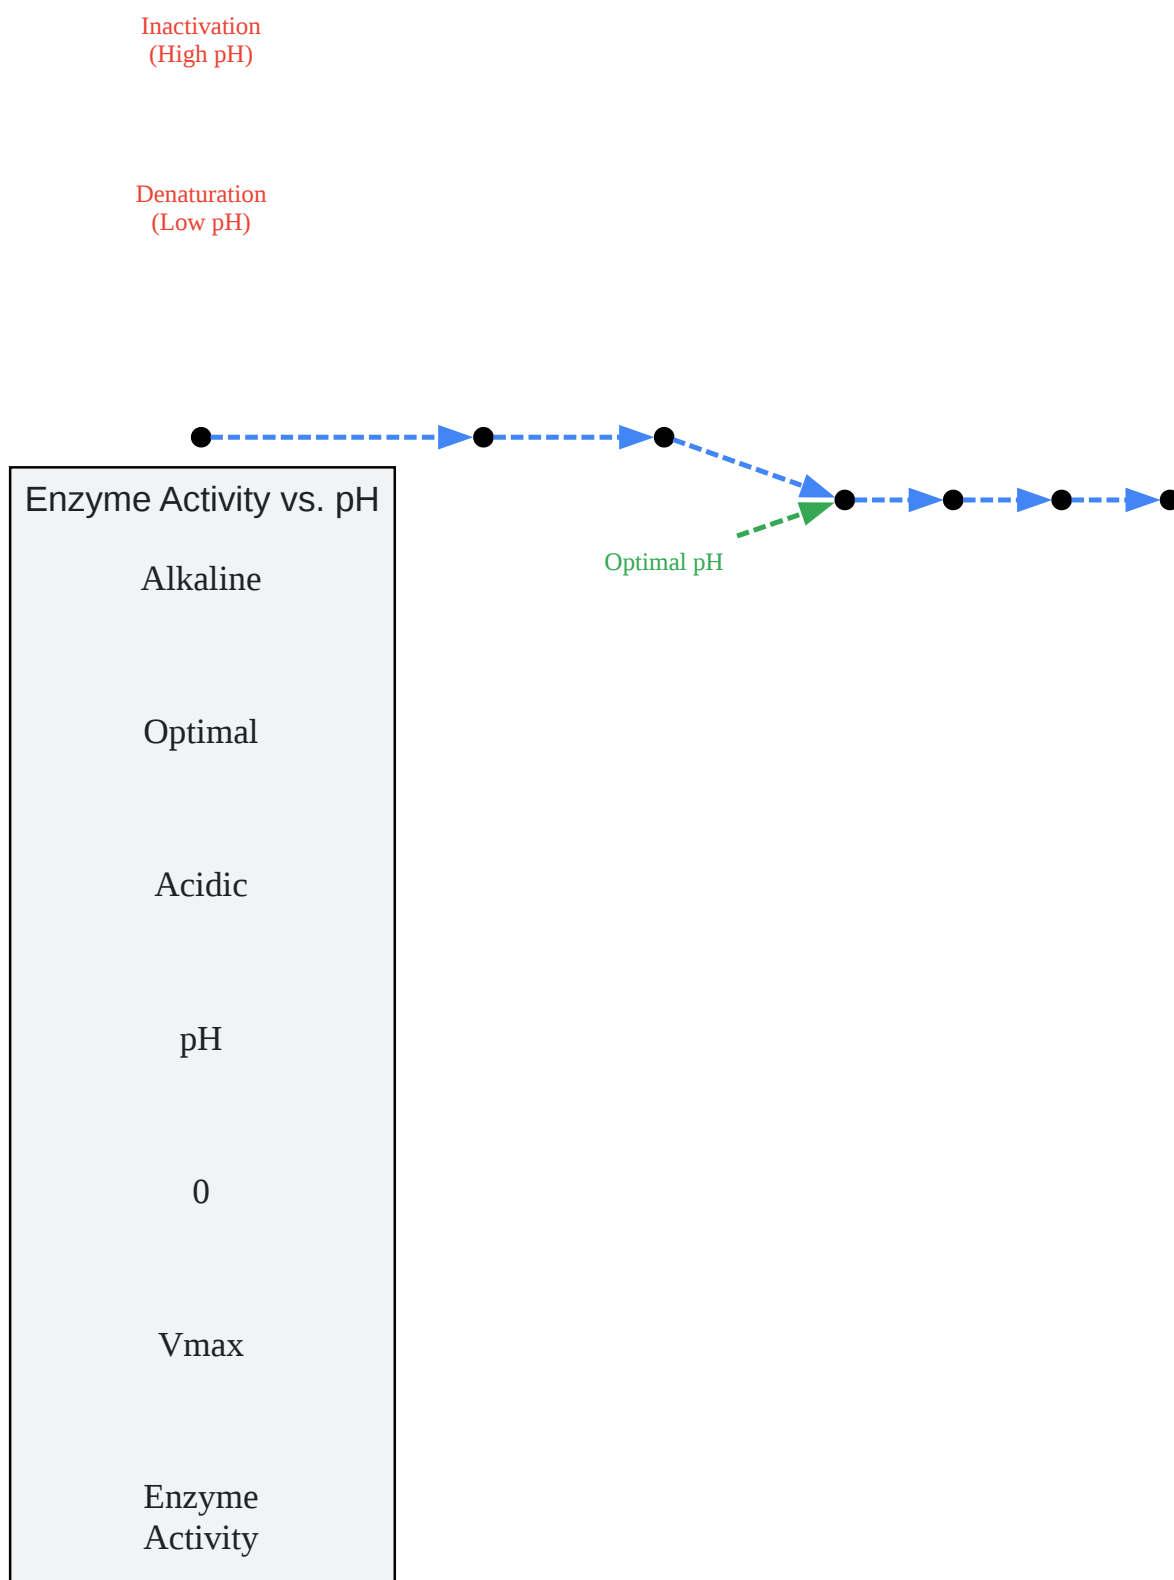 Inactivation
(High pH)
Denaturation
(Low pH)
Enzyme Activity vs. pH
Alkaline
Optimal pH
Optimal
Acidic
pH
0
Vmax
Enzyme
Activity